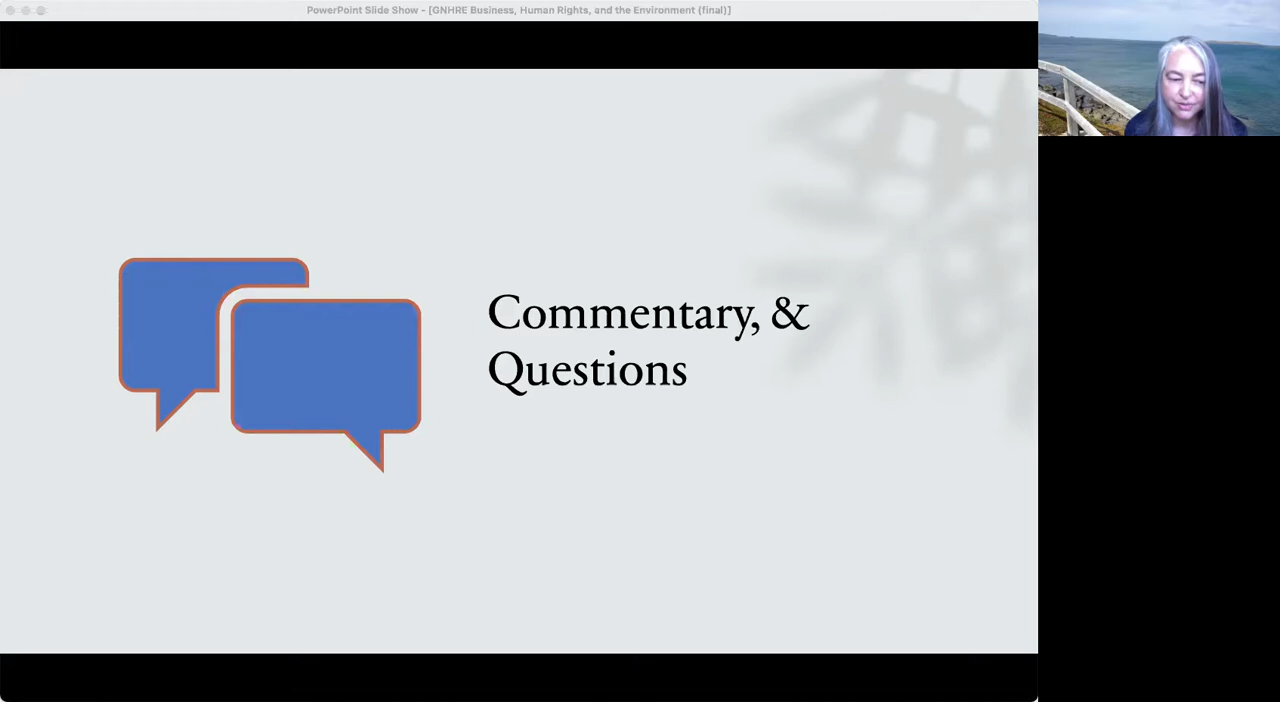 PowerPoint Slide Show - [GNHRE Business, Human Rights, and the Environment (final)]
Commentary, &
Questions